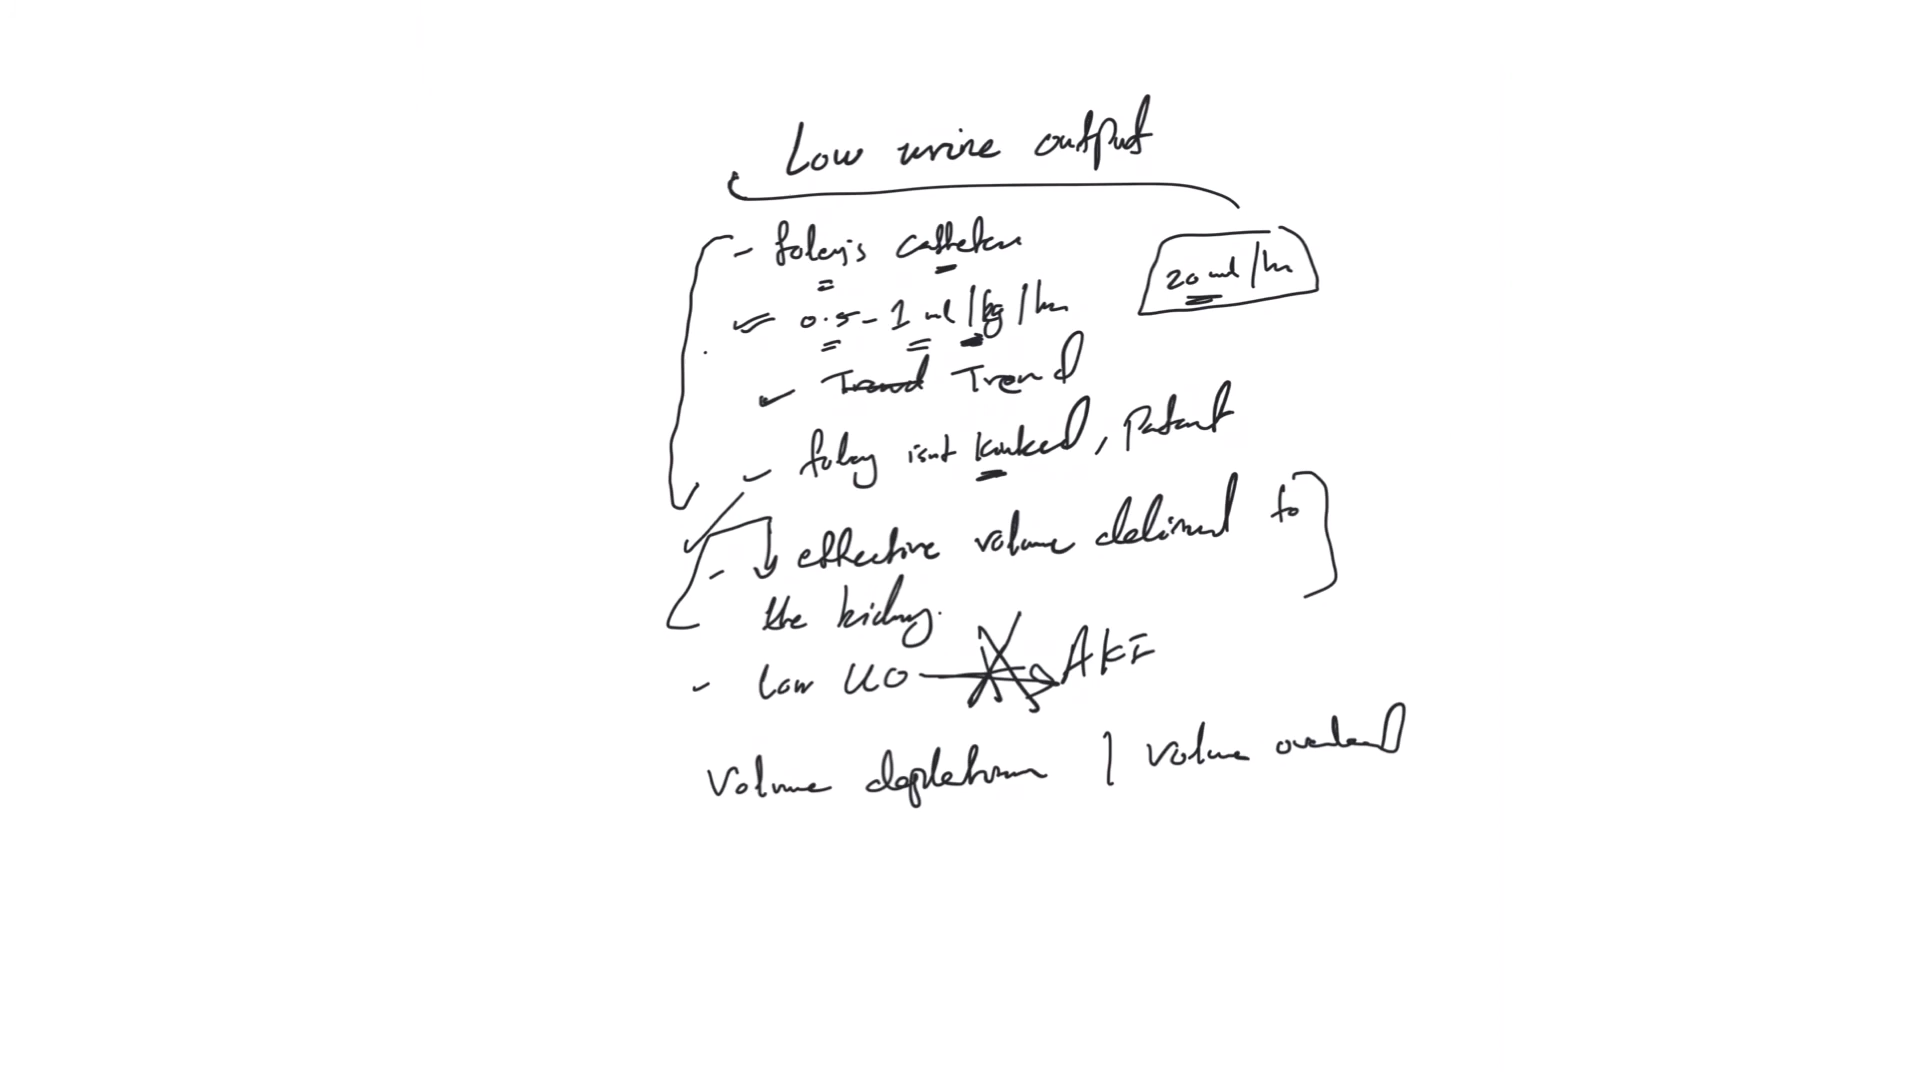 Low urine output
- foley's catheter
20 ml/hr
0.5-1 ml/kg/hr
Trend Trend
- foley isnt kinked, patent
- ↓ effective volume delivered to
the kidney.
- low UO → AKI
Volume depletion | volume overload